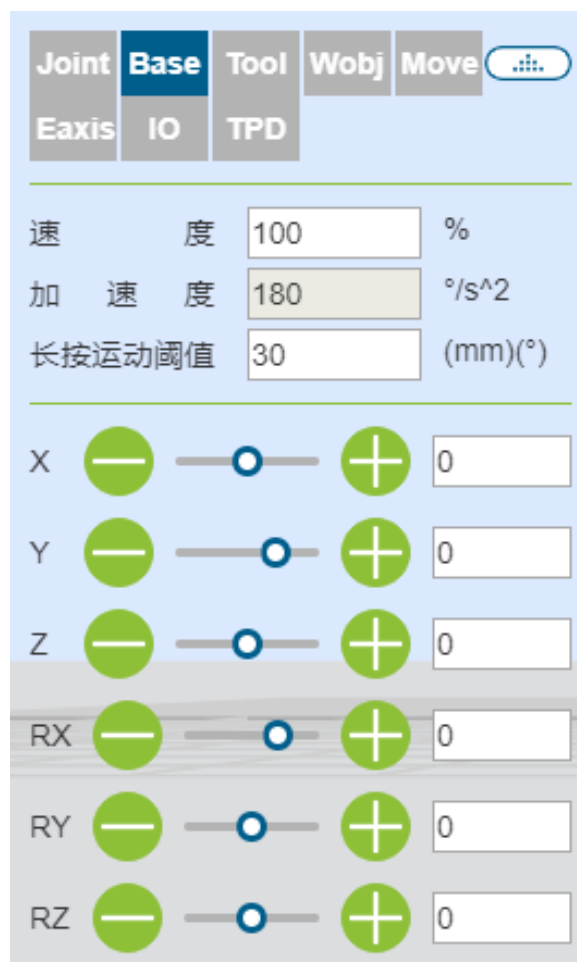 Joint Base Tool Wobj Move
Eaxis IO TPD
速度 100 %
加速度 180 °/s^2
长按运动阈值 30 (mm)(°)
X 0
Y 0
Z 0
RX 0
RY 0
RZ 0